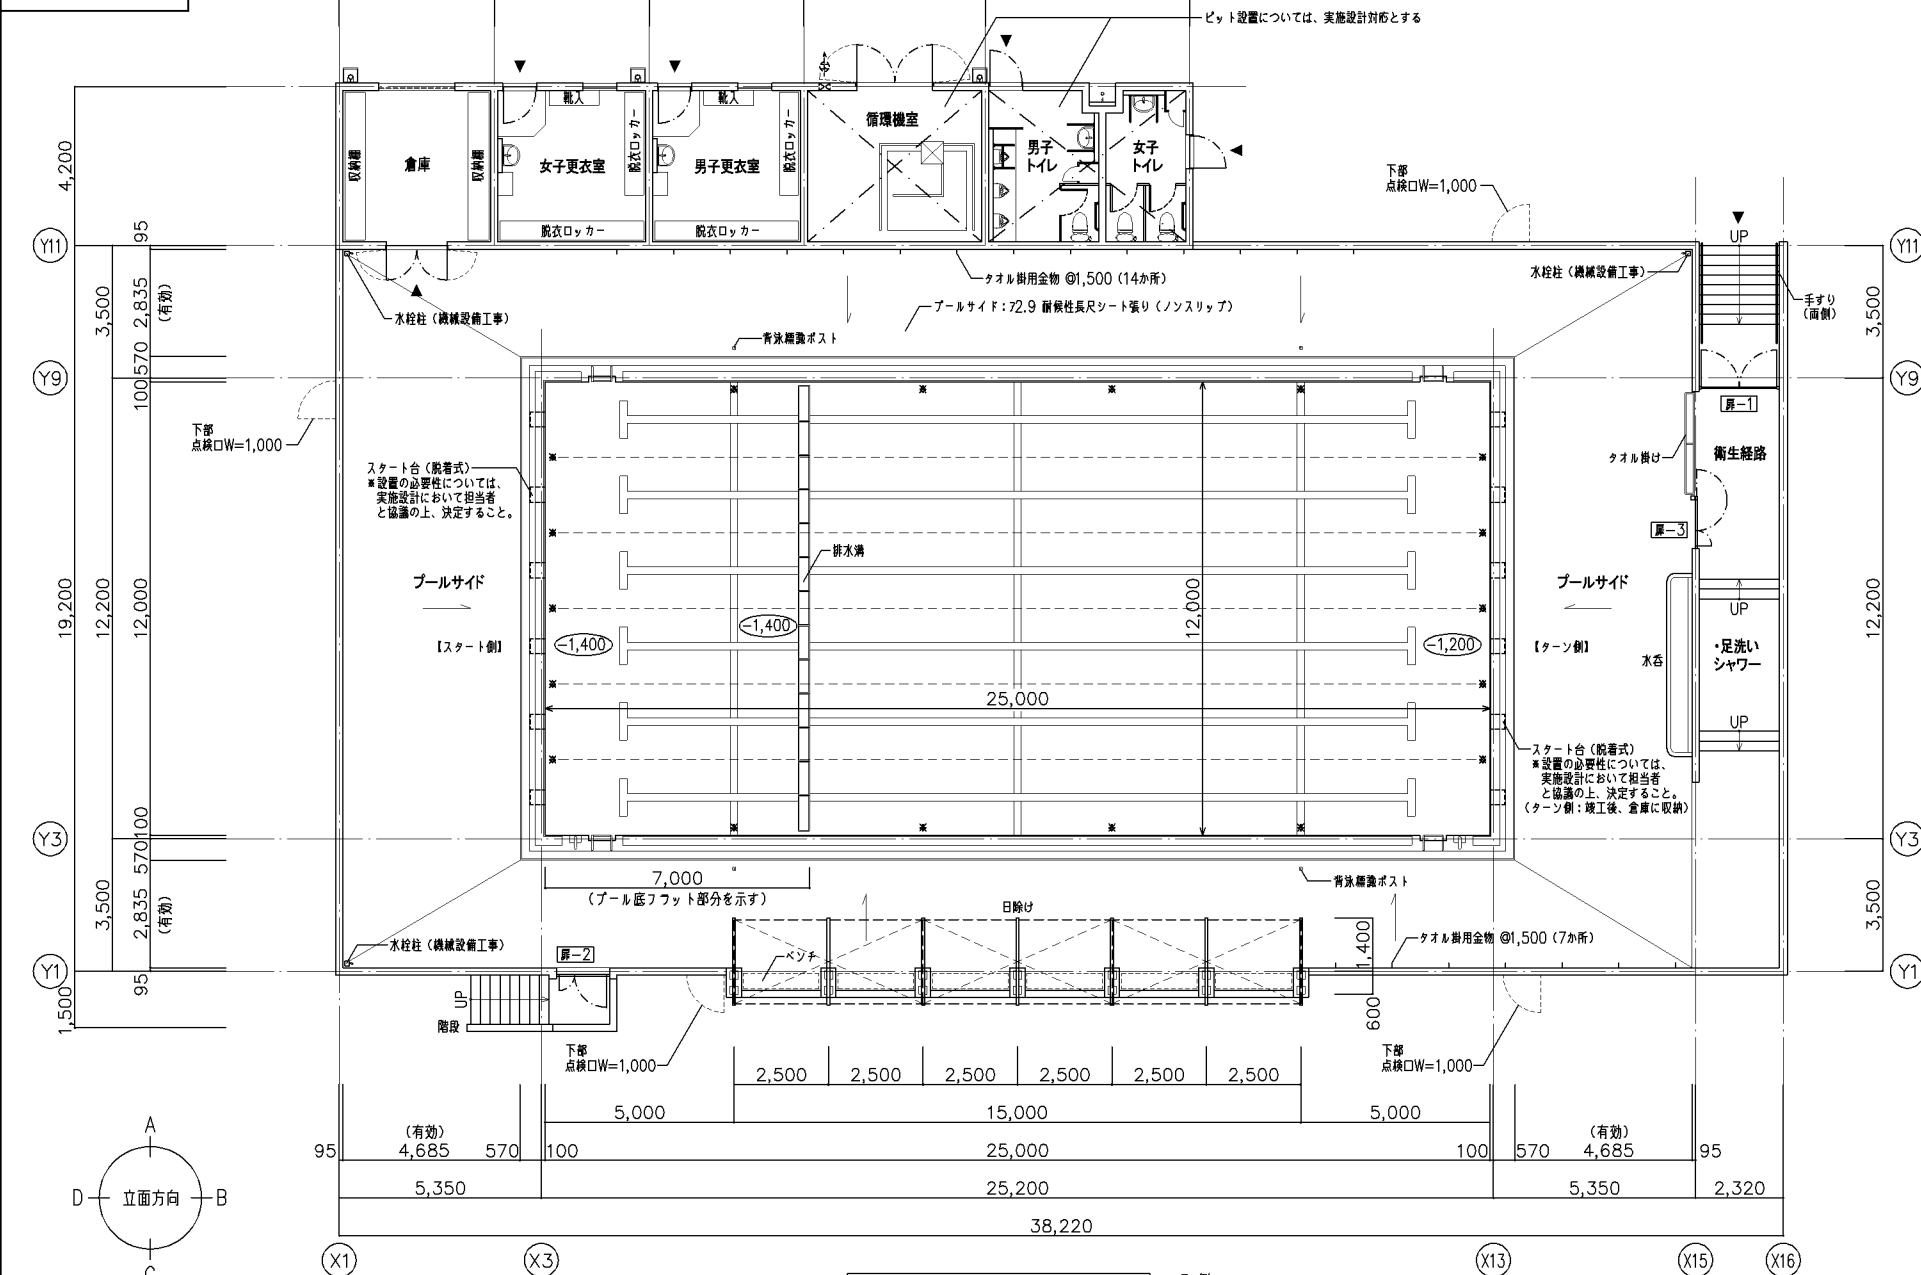 ピット設置については、実施設計対応とする
収納棚
倉庫
収納棚
靴入
女子更衣室
脱衣ロッカー
脱衣ロッカー
靴入
男子更衣室
脱衣ロッカー
脱衣ロッカー
循環機室
男子
トイレ
女子
トイレ
下部
点検口W=1,000
UP
4,200
95
Y11
Y11
水栓柱（機械設備工事）
タオル掛用金物 @1,500（14か所）
プールサイド：ｱ2.9 耐候性長尺シート張り（ノンスリップ）
水栓柱（機械設備工事）
手すり
（両側）
3,500
2,835
（有効）
3,500
背泳標識ポスト
570
100
Y9
Y9
扉-1
下部
点検口W=1,000
タオル掛け
衛生経路
スタート台（脱着式）
※設置の必要性については、
実施設計において担当者
と協議の上、決定すること。
扉-3
排水溝
プールサイド
プールサイド
19,200
12,200
12,000
12,000
12,200
UP
-1,400
-1,400
-1,200
【スタート側】
【ターン側】
水呑
・足洗い
シャワー
25,000
UP
スタート台（脱着式）
※設置の必要性については、
実施設計において担当者
と協議の上、決定すること。
（ターン側：竣工後、倉庫に収納）
100
Y3
Y3
570
7,000
（プール底フラット部分を示す）
背泳標識ポスト
3,500
2,835
（有効）
3,500
日除け
水栓柱（機械設備工事）
扉-2
ベンチ
1,400
タオル掛用金物 @1,500（7か所）
Y1
Y1
95
1,500
UP
階段
600
下部
点検口W=1,000
下部
点検口W=1,000
2,500
2,500
2,500
2,500
2,500
2,500
5,000
15,000
5,000
95
（有効）
4,685
570
100
25,000
100
570
（有効）
4,685
95
5,350
25,200
5,350
2,320
38,220
A
D
立面方向
B
C
X1
X3
X13
X15
X16